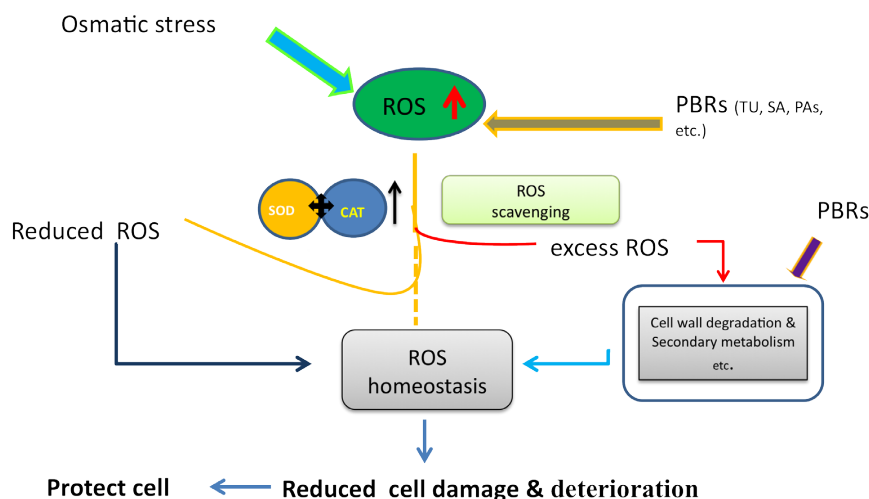 Osmatic stress
ROS
PBRs (TU, SA, PAs,
etc.)
SOD
CAT
ROS
scavenging
PBRs
Reduced ROS
excess ROS
Cell wall degradation &
Secondary metabolism
etc.
ROS
homeostasis
Protect cell
Reduced cell damage & deterioration